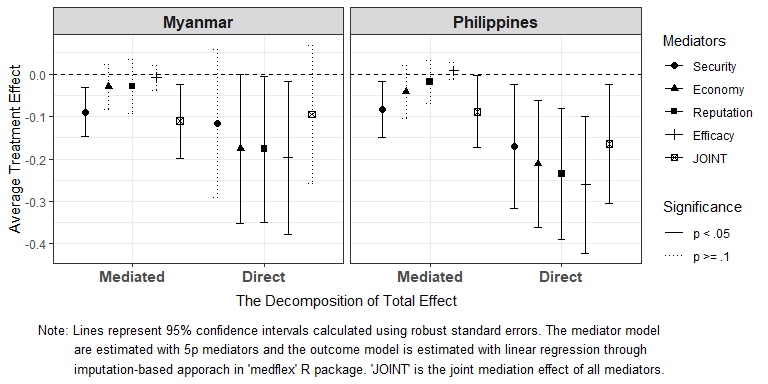 Myanmar
Philippines
Average Treatment Effect
0.0
-0.1
-0.2
-0.3
-0.4
Mediated
Direct
Mediated
Direct
The Decomposition of Total Effect
Mediators
Security
Economy
Reputation
Efficacy
JOINT
Significance
p < .05
p >= .1
Note: Lines represent 95% confidence intervals calculated using robust standard errors. The mediator model
are estimated with 5p mediators and the outcome model is estimated with linear regression through
imputation-based apporach in 'medflex' R package. 'JOINT' is the joint mediation effect of all mediators.